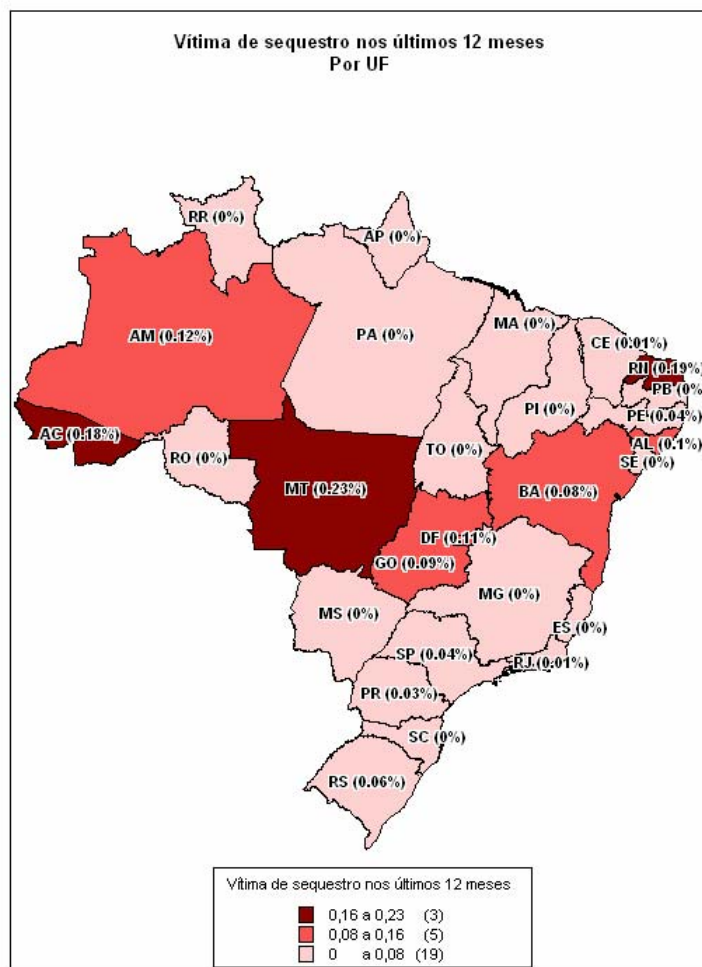 Vítima de sequestro nos últimos 12 meses
Por UF
RR (0%)
AP (0%)
AM (0.12%)
PA (0%)
MA (0%)
CE (0.01%)
RN (0.19%)
PB (0%
PI (0%)
PE (0.04%)
AC (0.18%)
AL (0.1%)
RO (0%)
TO (0%)
SE (0%)
MT (0.23%)
BA (0.08%)
DF (0.11%)
GO (0.09%)
MG (0%)
MS (0%)
ES (0%)
SP (0.04%)
RJ (0.01%)
PR (0.03%)
SC (0%)
RS (0.06%)
Vítima de sequestro nos últimos 12 meses
0,16 a 0,23 (3)
0,08 a 0,16 (5)
0 a 0,08 (19)